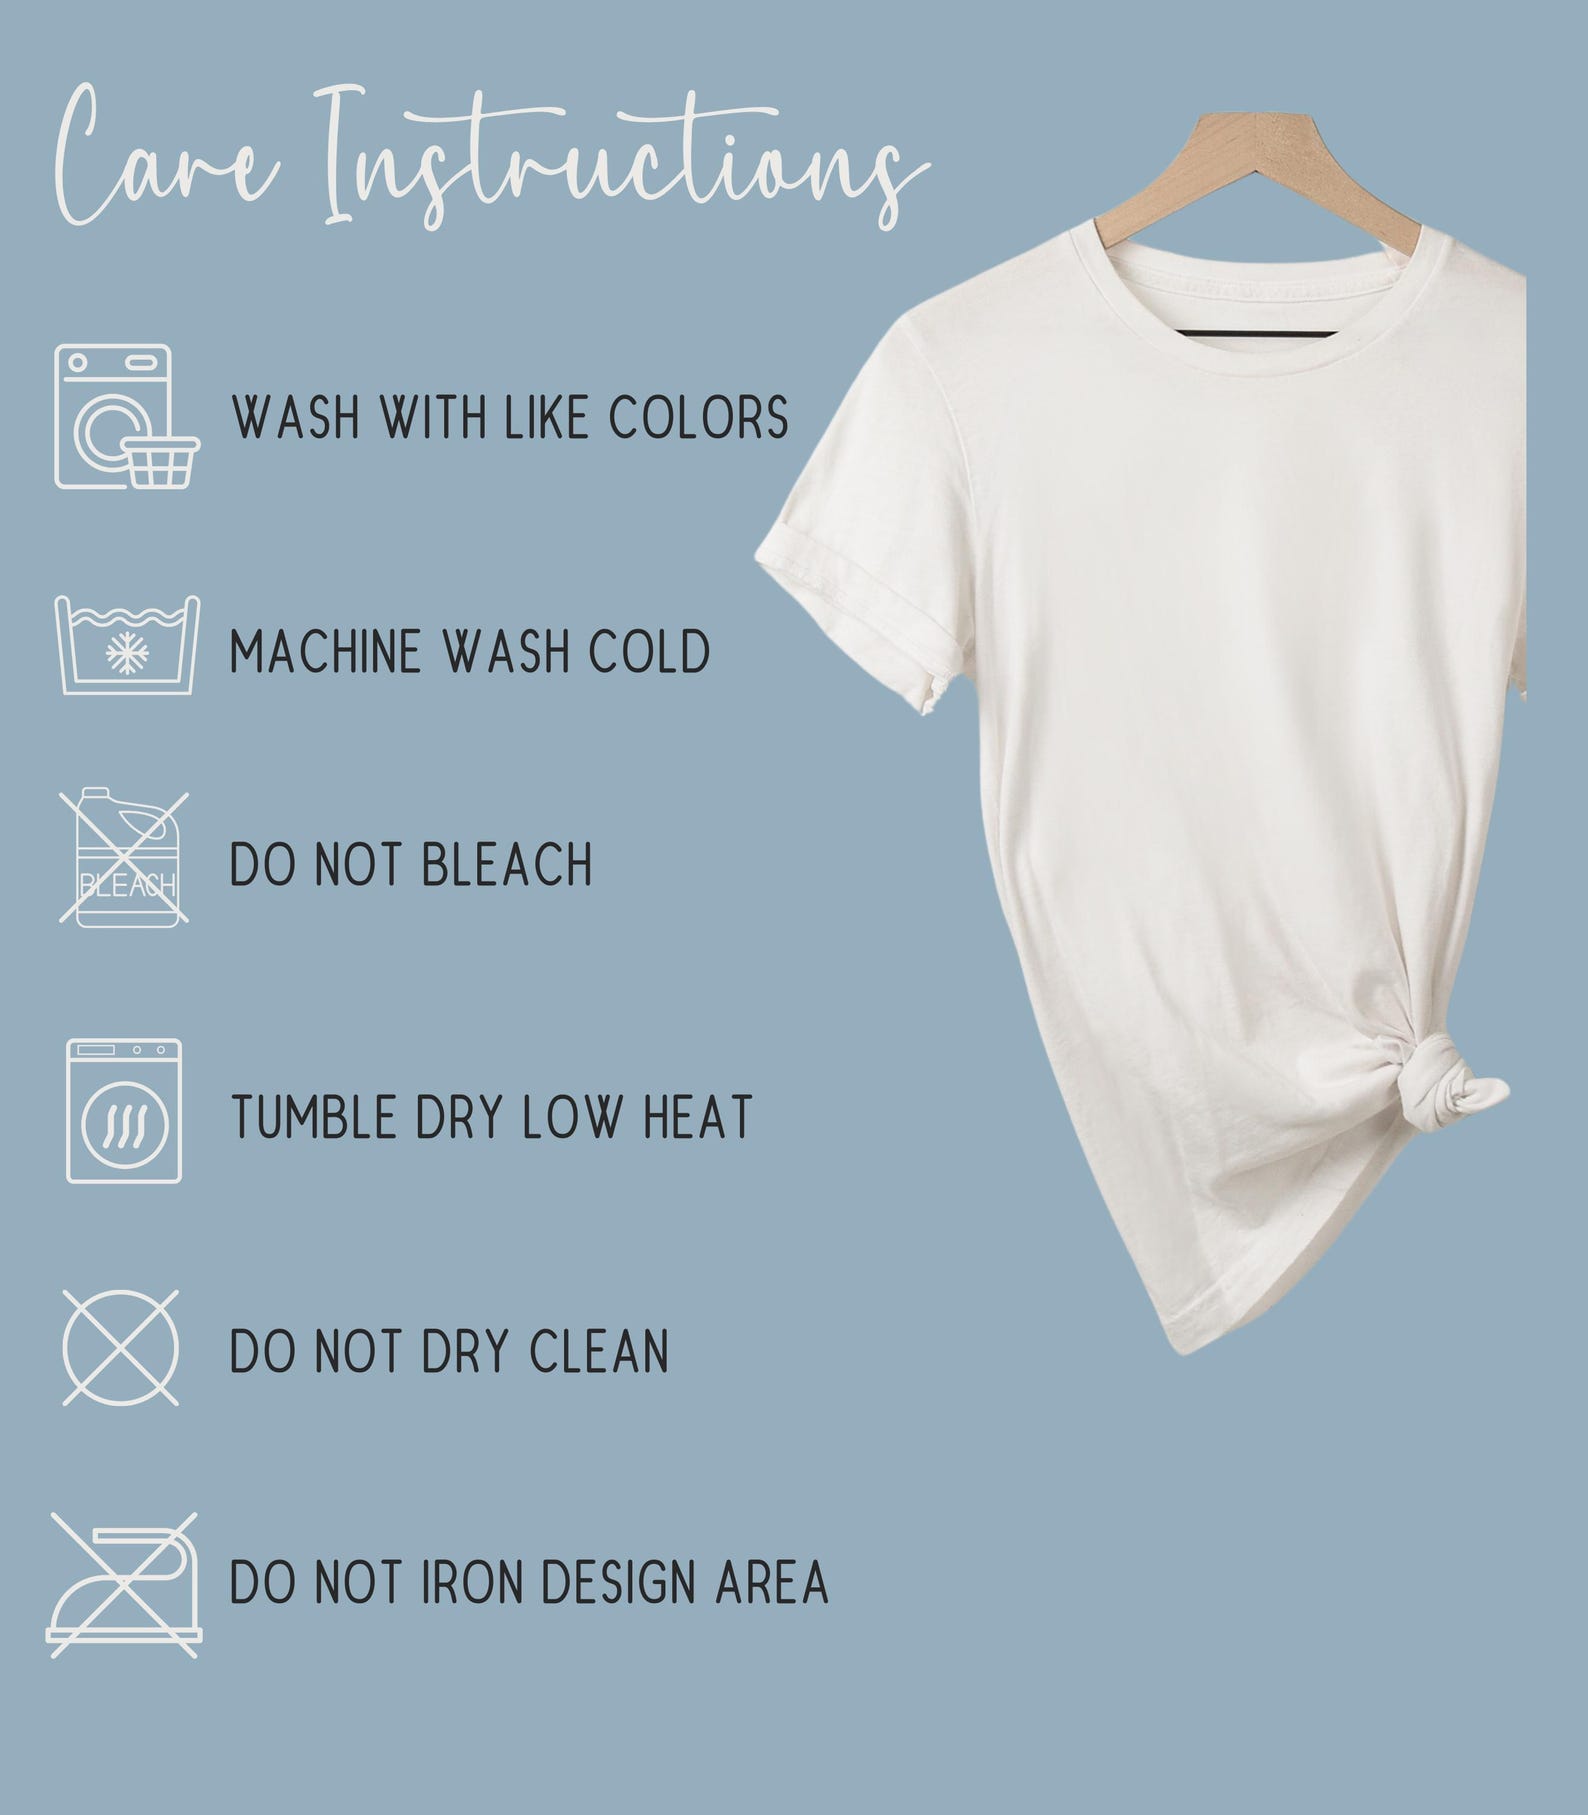 Care Instructions
WASH WITH LIKE COLORS
MACHINE WASH COLD
BLEACH
DO NOT BLEACH
TUMBLE DRY LOW HEAT
DO NOT DRY CLEAN
DO NOT IRON DESIGN AREA